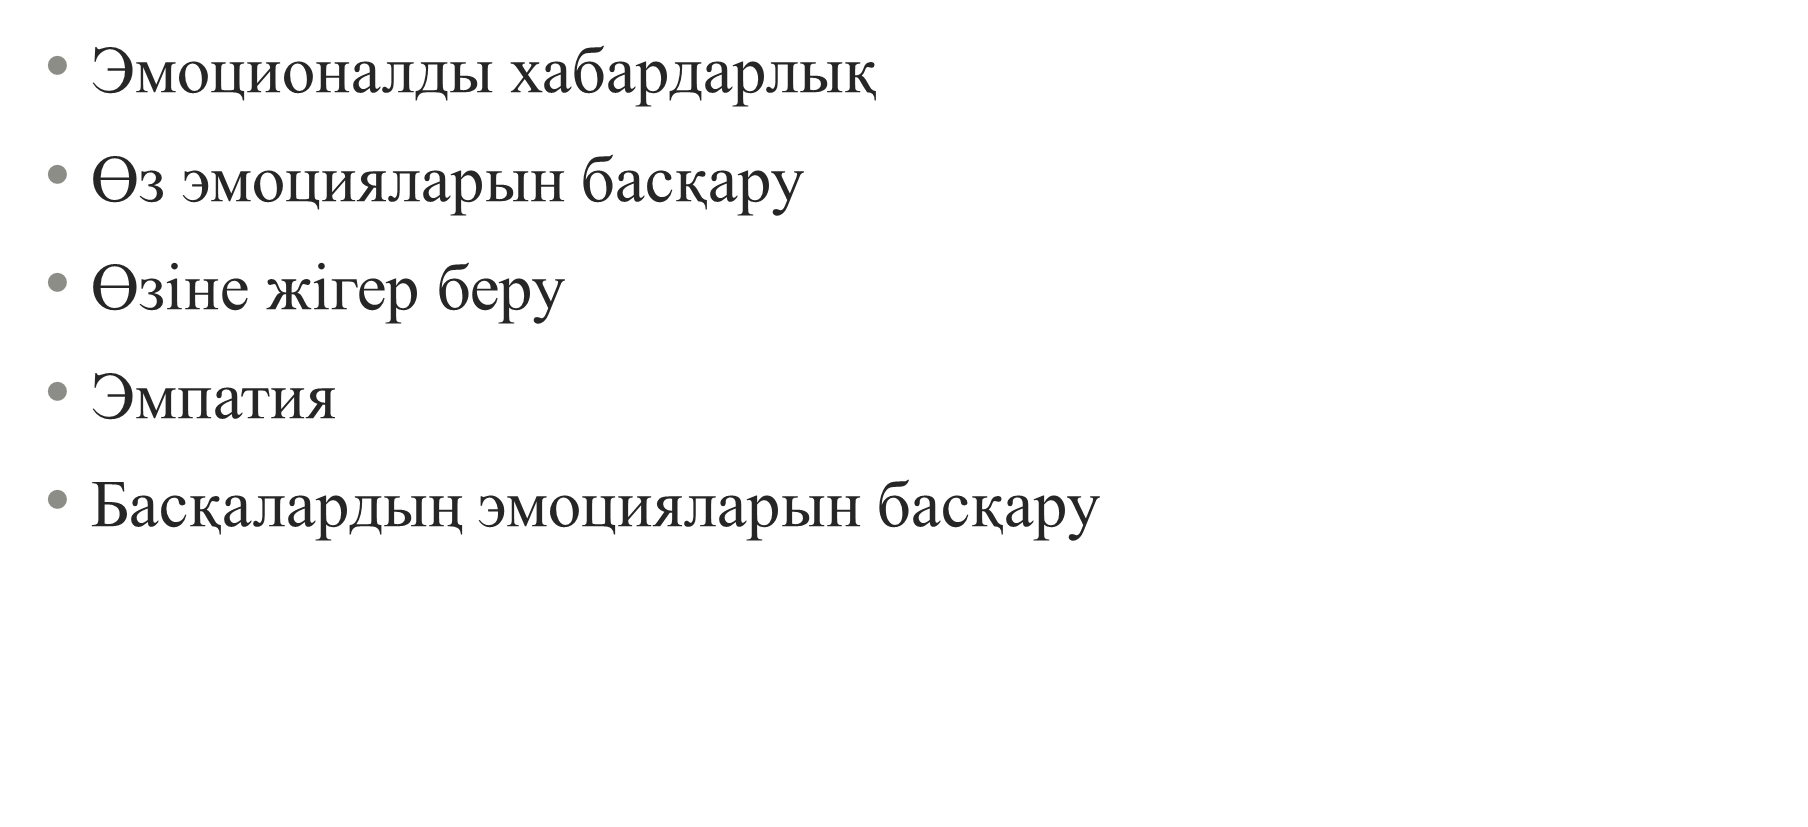 • Эмоционалды хабардарлық
• Өз эмоцияларын басқару
• Өзіне жігер беру
• Эмпатия
• Басқалардың эмоцияларын басқару